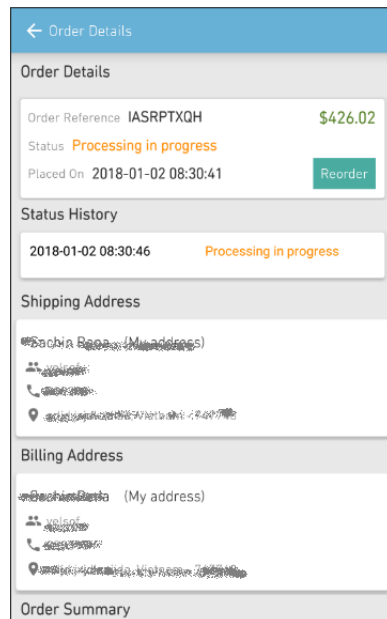 Order Details
Order Details
Order Reference IASRPTXQH $426.02
Status Processing in progress
Placed On 2018-01-02 08:30:41 Reorder
Status History
2018-01-02 08:30:46 Processing in progress
Shipping Address
(My address)
Billing Address
(My address)
Order Summary